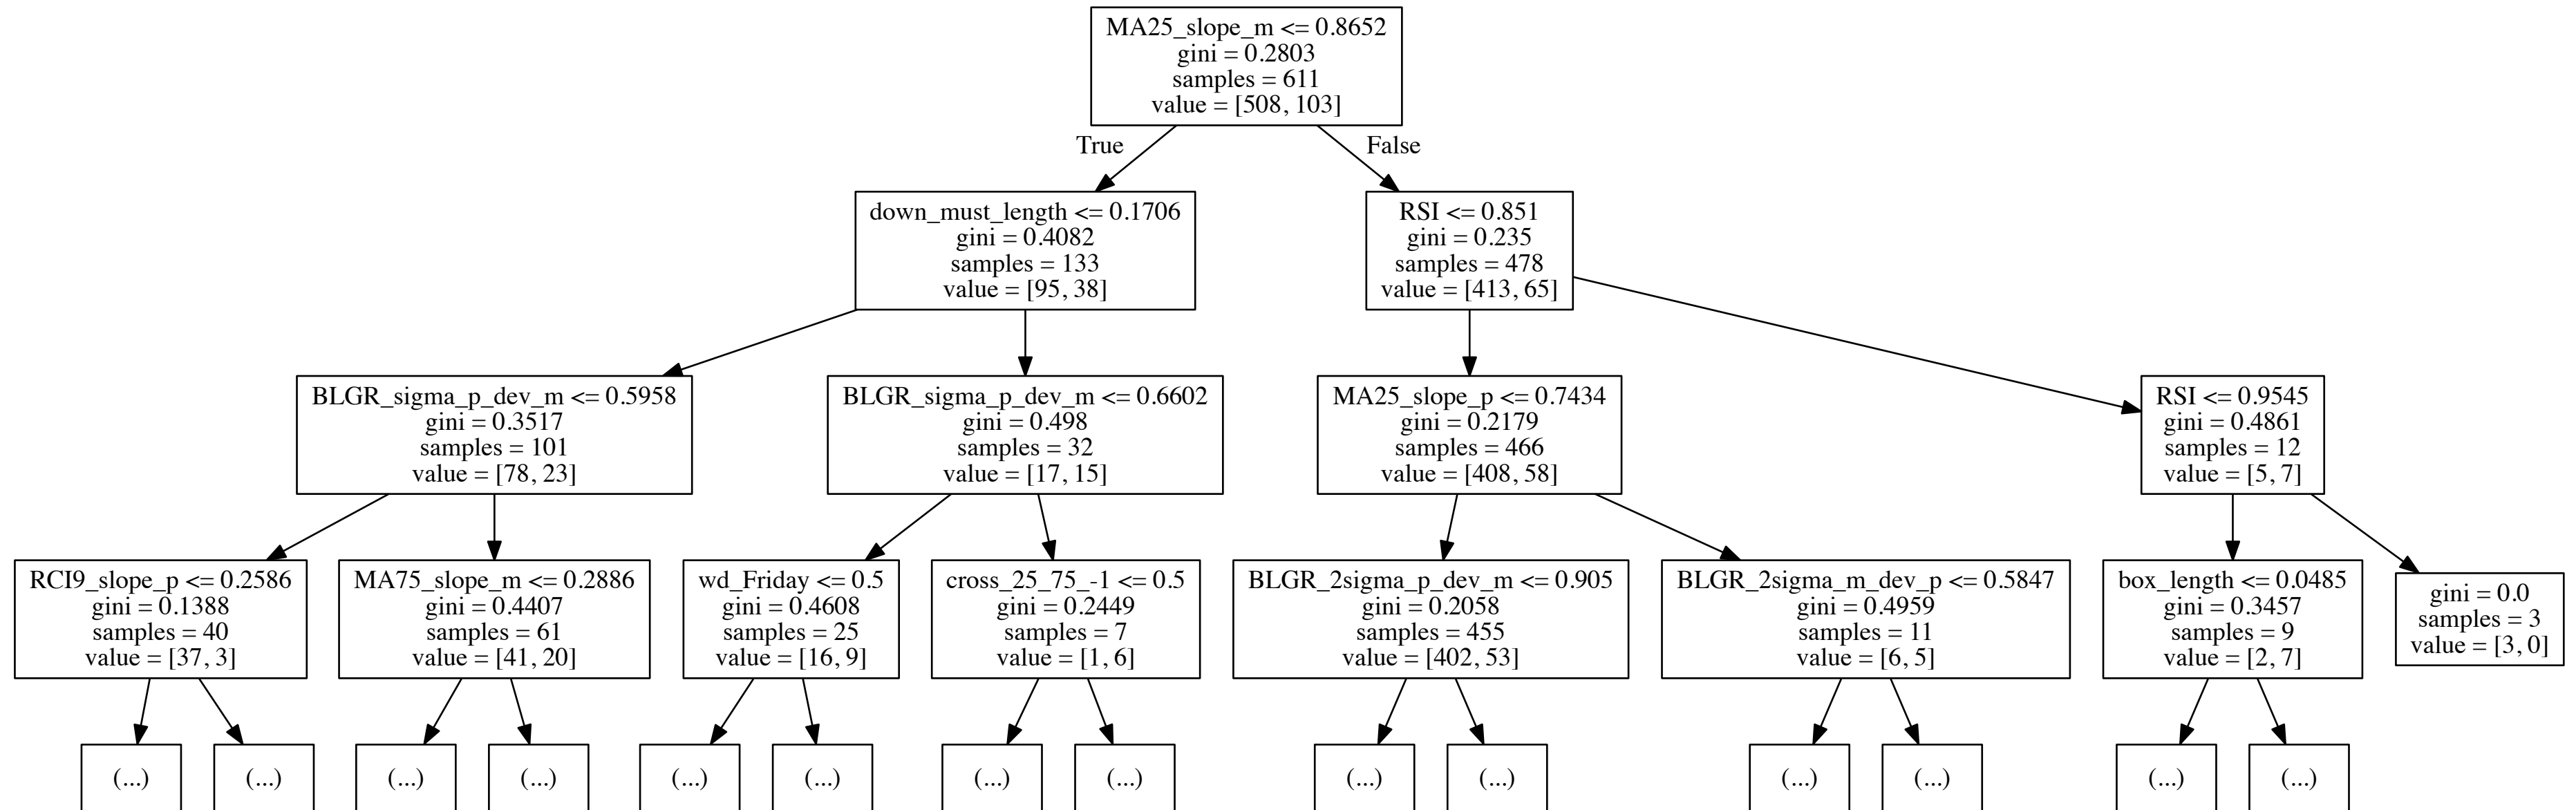 MA25_slope_m <= 0.8652
gini = 0.2803
samples = 611
value = [508, 103]
True
False
down_must_length <= 0.1706
gini = 0.4082
samples = 133
value = [95, 38]
RSI <= 0.851
gini = 0.235
samples = 478
value = [413, 65]
BLGR_sigma_p_dev_m <= 0.5958
gini = 0.3517
samples = 101
value = [78, 23]
BLGR_sigma_p_dev_m <= 0.6602
gini = 0.498
samples = 32
value = [17, 15]
MA25_slope_p <= 0.7434
gini = 0.2179
samples = 466
value = [408, 58]
RSI <= 0.9545
gini = 0.4861
samples = 12
value = [5, 7]
RCI9_slope_p <= 0.2586
gini = 0.1388
samples = 40
value = [37, 3]
MA75_slope_m <= 0.2886
gini = 0.4407
samples = 61
value = [41, 20]
wd_Friday <= 0.5
gini = 0.4608
samples = 25
value = [16, 9]
cross_25_75_-1 <= 0.5
gini = 0.2449
samples = 7
value = [1, 6]
BLGR_2sigma_p_dev_m <= 0.905
gini = 0.2058
samples = 455
value = [402, 53]
BLGR_2sigma_m_dev_p <= 0.5847
gini = 0.4959
samples = 11
value = [6, 5]
box_length <= 0.0485
gini = 0.3457
samples = 9
value = [2, 7]
gini = 0.0
samples = 3
value = [3, 0]
(...)
(...)
(...)
(...)
(...)
(...)
(...)
(...)
(...)
(...)
(...)
(...)
(...)
(...)